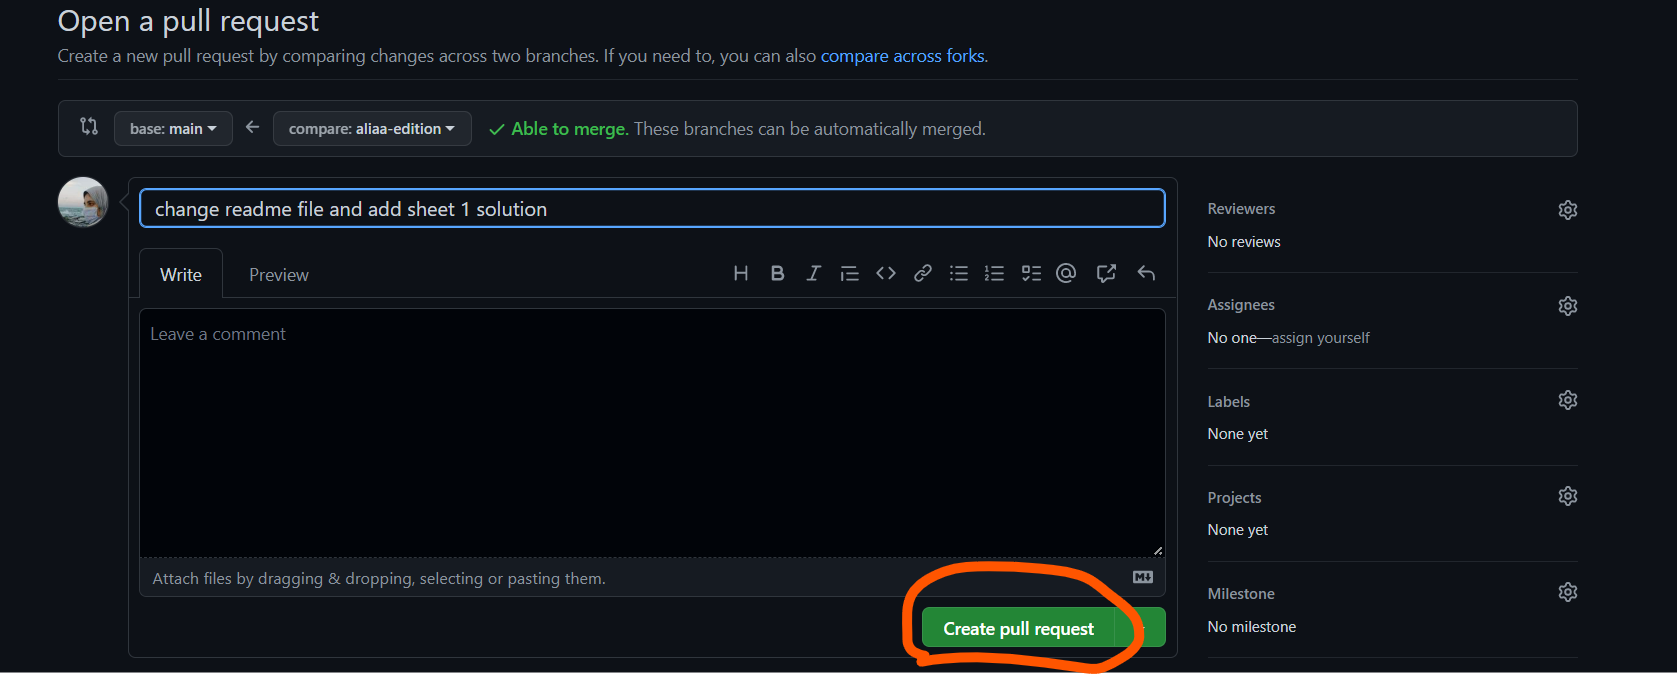 Open a pull request
Create a new pull request by comparing changes across two branches. If you need to, you can also compare across forks.
base: main
compare: aliaa-edition
Able to merge. These branches can be automatically merged.
change readme file and add sheet 1 solution
Write
Preview
Leave a comment
Attach files by dragging & dropping, selecting or pasting them.
Create pull request
Reviewers
No reviews
Assignees
No one—assign yourself
Labels
None yet
Projects
None yet
Milestone
No milestone